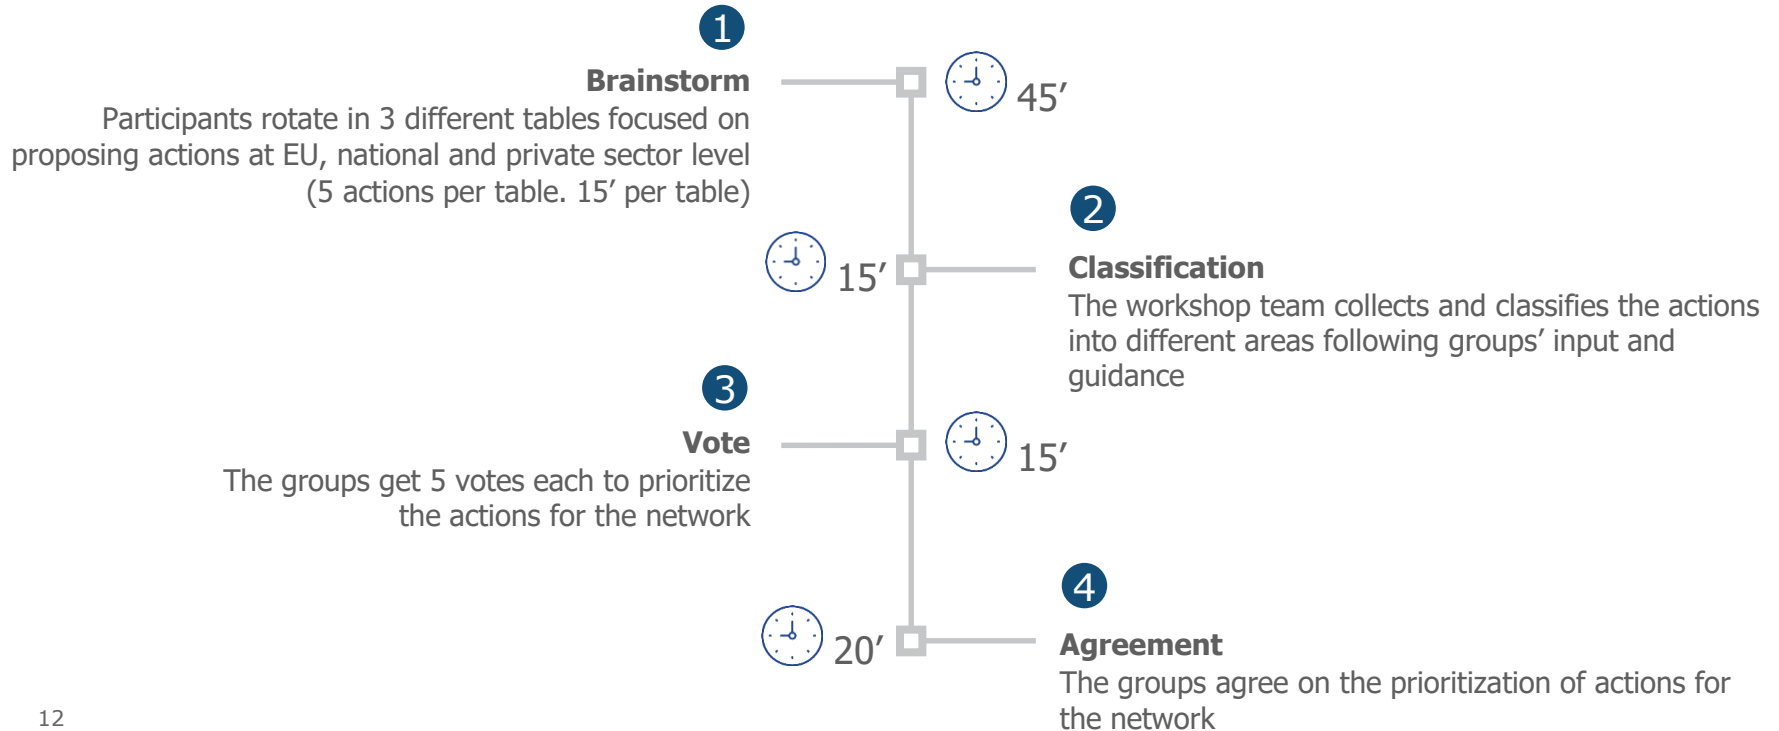 1
Brainstorm
Participants rotate in 3 different tables focused on
proposing actions at EU, national and private sector level
(5 actions per table. 15’ per table)
45’
2
Classification
The workshop team collects and classifies the actions
into different areas following groups’ input and
guidance
15’
3
Vote
The groups get 5 votes each to prioritize
the actions for the network
15’
4
Agreement
The groups agree on the prioritization of actions for
the network
20’
12